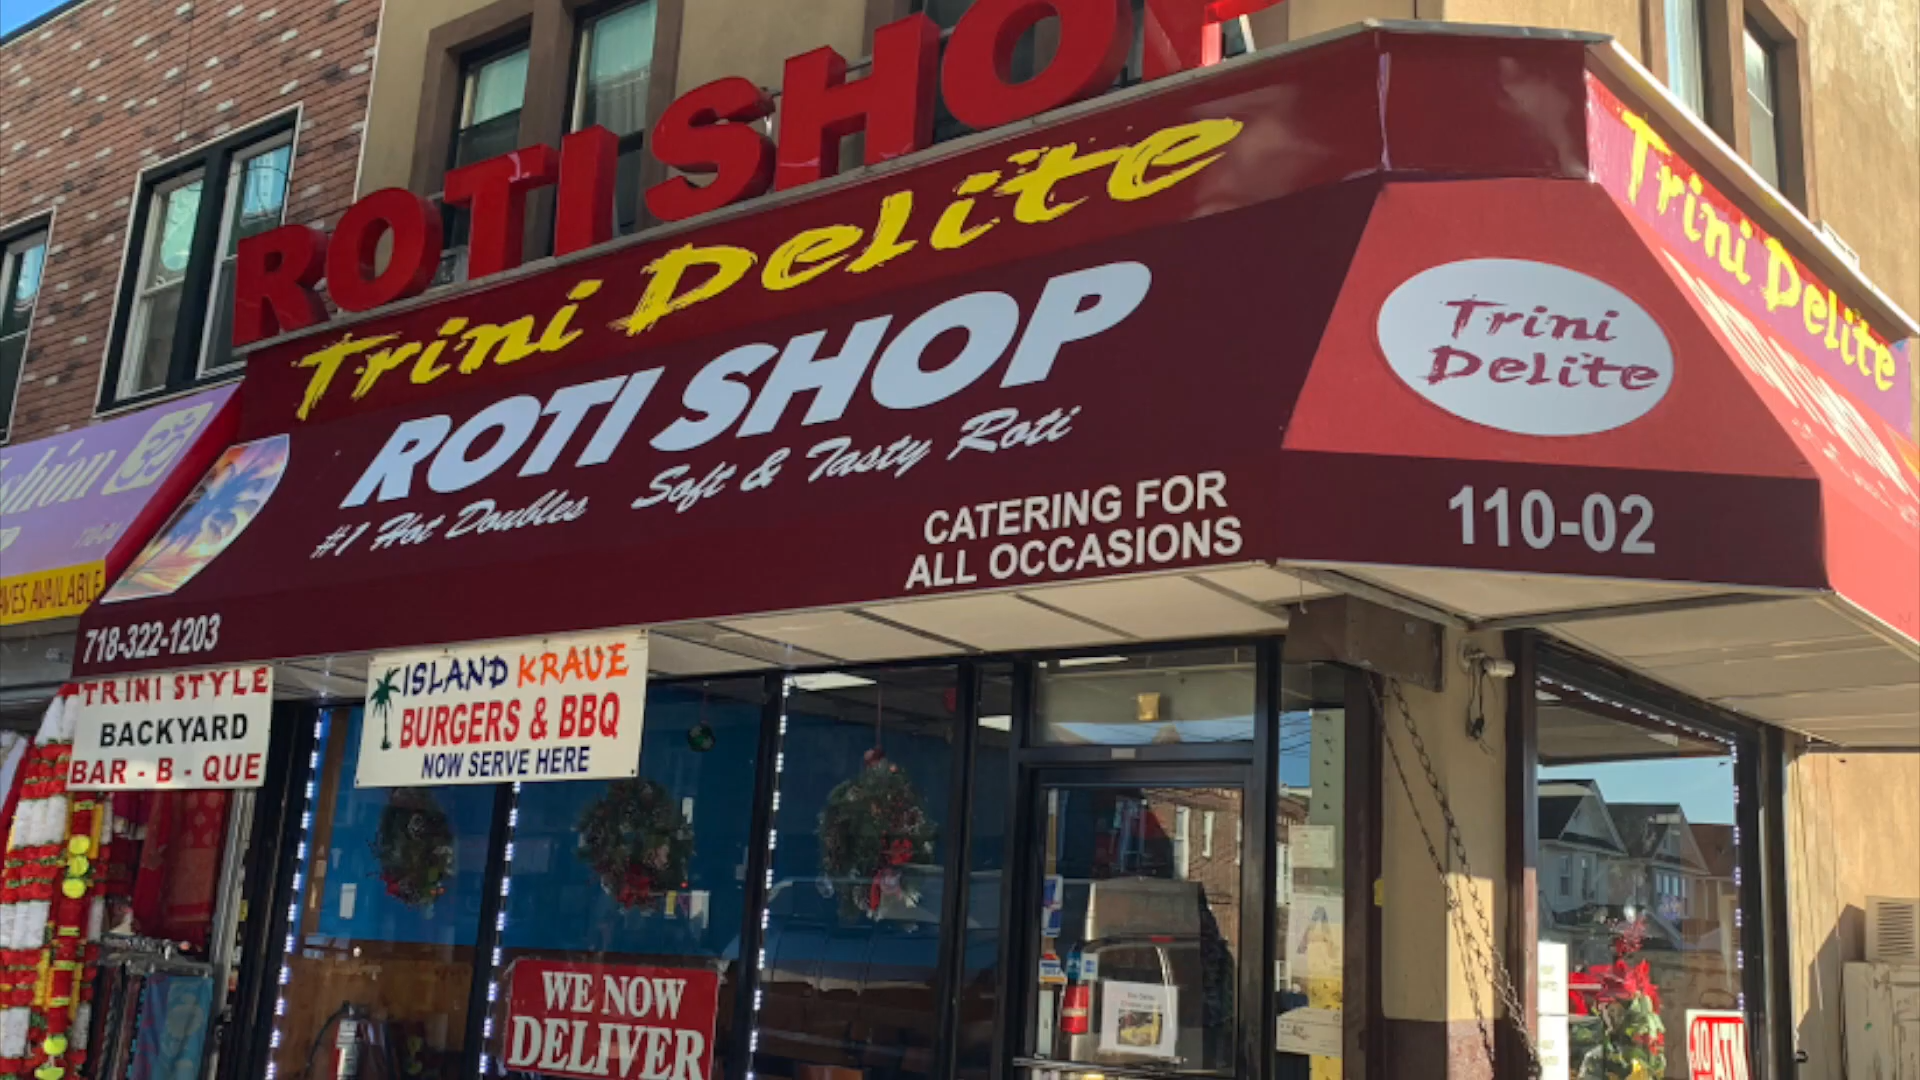 ROTI SHOP
Trini Delite
ROTI SHOP
#1 Hot Doubles Soft & Tasty Roti
CATERING FOR
ALL OCCASIONS
718-322-1203
Trini
Delite
110-02
Trini Delite
AVAILABLE
TRINI STYLE
BACKYARD
BAR - B - QUE
ISLAND KRAVE
BURGERS & BBQ
NOW SERVE HERE
WE NOW
DELIVER
ATM